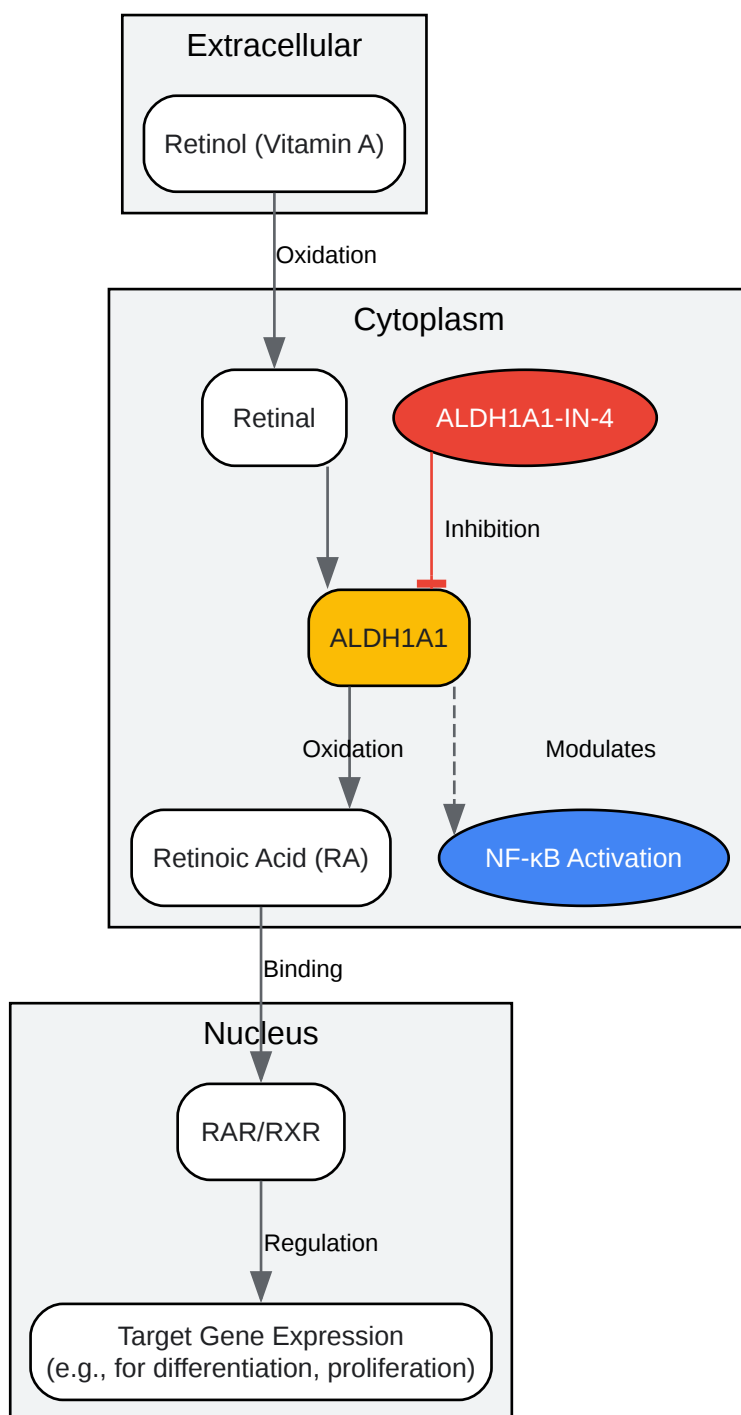 Extracellular
Retinol (Vitamin A)
Oxidation
Cytoplasm
Retinal
ALDH1A1-IN-4
Inhibition
ALDH1A1
Oxidation
Modulates
Retinoic Acid (RA)
NF-κB Activation
Binding
Nucleus
RAR/RXR
Regulation
Target Gene Expression
(e.g., for differentiation, proliferation)